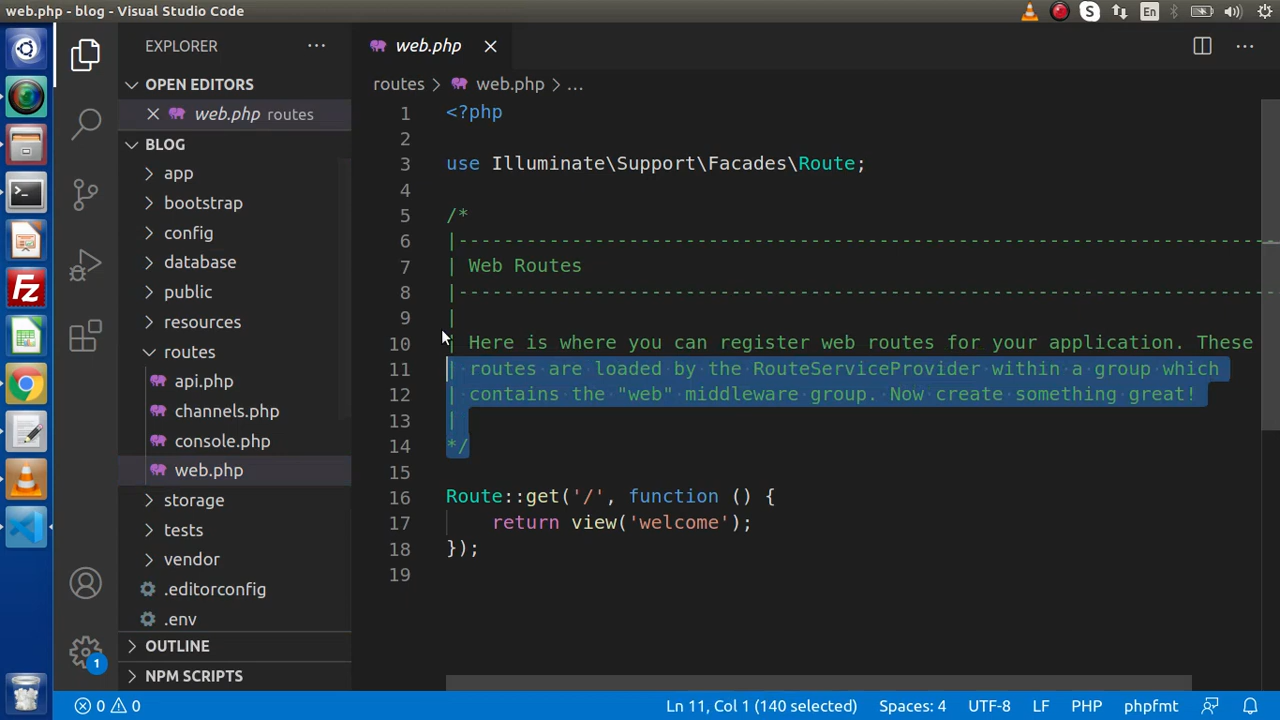 web.php - blog - Visual Studio Code
S
En
EXPLORER
OPEN EDITORS
web.php routes
BLOG
app
bootstrap
config
database
public
resources
routes
api.php
channels.php
console.php
web.php
storage
tests
vendor
.editorconfig
.env
OUTLINE
NPM SCRIPTS
Fz
1
web.php
routes > web.php > ...
1 <?php
2
3 use Illuminate\Support\Facades\Route;
4
5 /*
6 |--------------------------------------------------------------------------
7 | Web Routes
8 |--------------------------------------------------------------------------
9 |
10 | Here is where you can register web routes for your application. These
11 | routes are loaded by the RouteServiceProvider within a group which
12 | contains the "web" middleware group. Now create something great!
13 |
14 */
15
16 Route::get('/', function () {
17 return view('welcome');
18 });
19
0 0 Ln 11, Col 1 (140 selected) Spaces: 4 UTF-8 LF PHP phpfmt